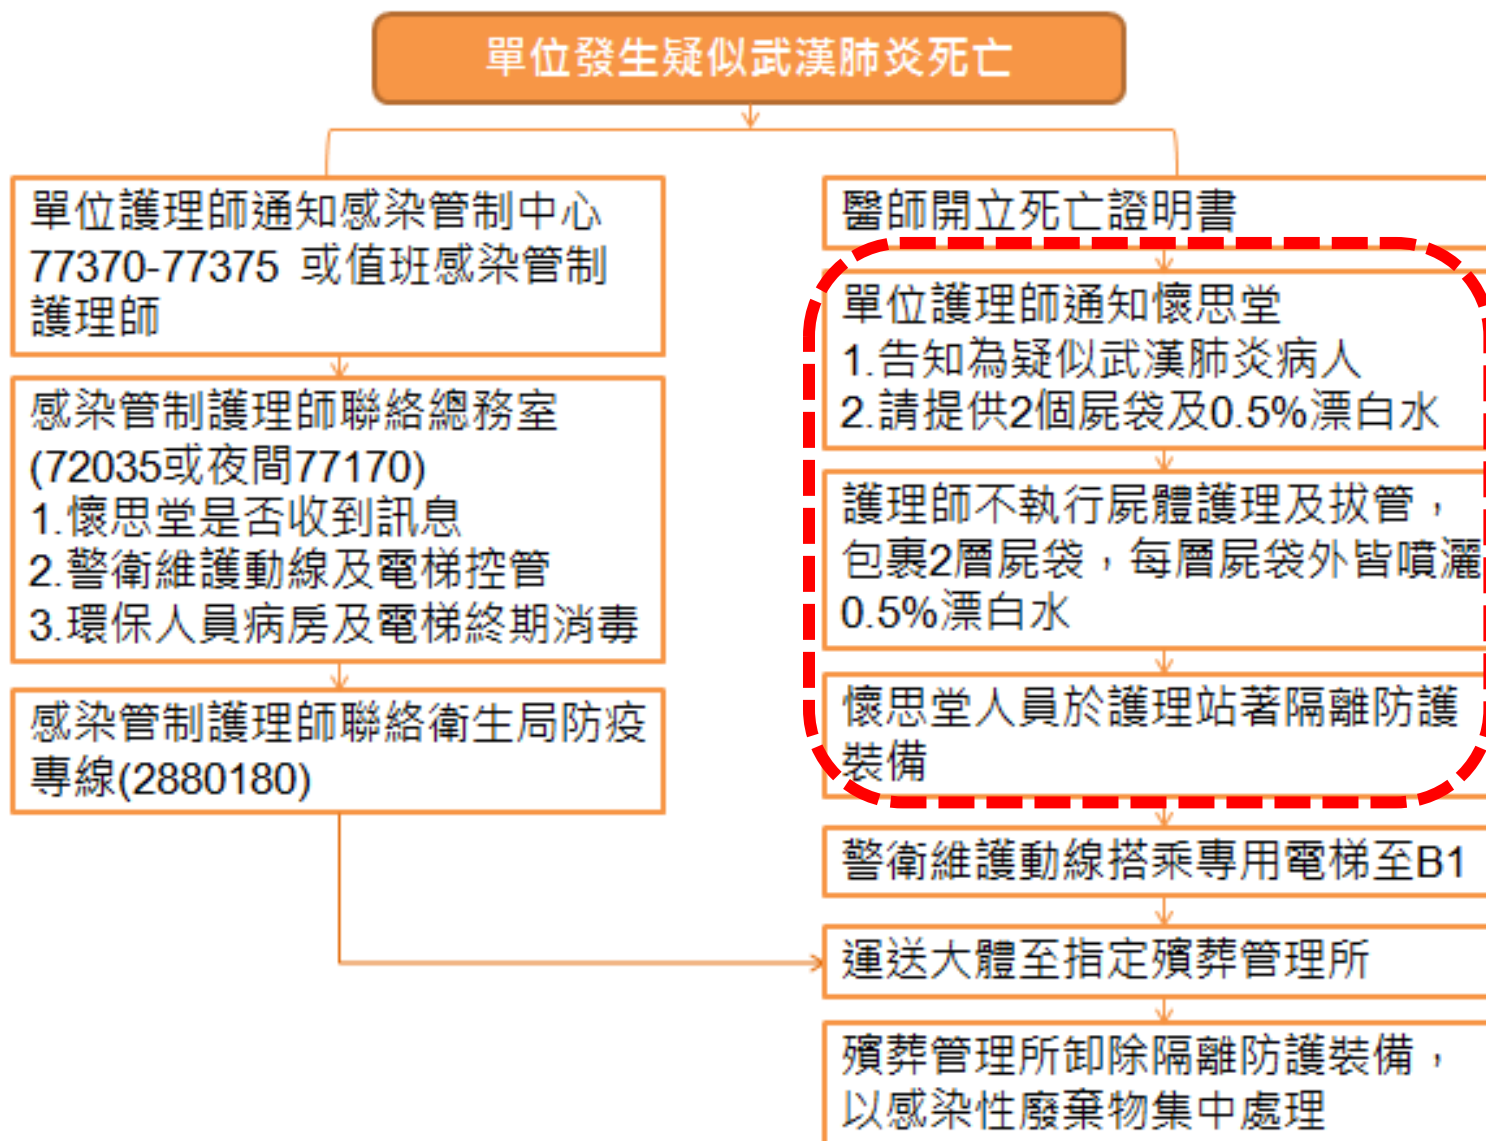 單位發生疑似武漢肺炎死亡
單位護理師通知感染管制中心
77370-77375 或值班感染管制
護理師
感染管制護理師聯絡總務室
(72035或夜間77170)
1.懷思堂是否收到訊息
2.警衛維護動線及電梯控管
3.環保人員病房及電梯終期消毒
感染管制護理師聯絡衛生局防疫
專線(2880180)
醫師開立死亡證明書
單位護理師通知懷思堂
1.告知為疑似武漢肺炎病人
2.請提供2個屍袋及0.5%漂白水
護理師不執行屍體護理及拔管，
包裹2層屍袋，每層屍袋外皆噴灑
0.5%漂白水
懷思堂人員於護理站著隔離防護
裝備
警衛維護動線搭乘專用電梯至B1
運送大體至指定殯葬管理所
殯葬管理所卸除隔離防護裝備，
以感染性廢棄物集中處理